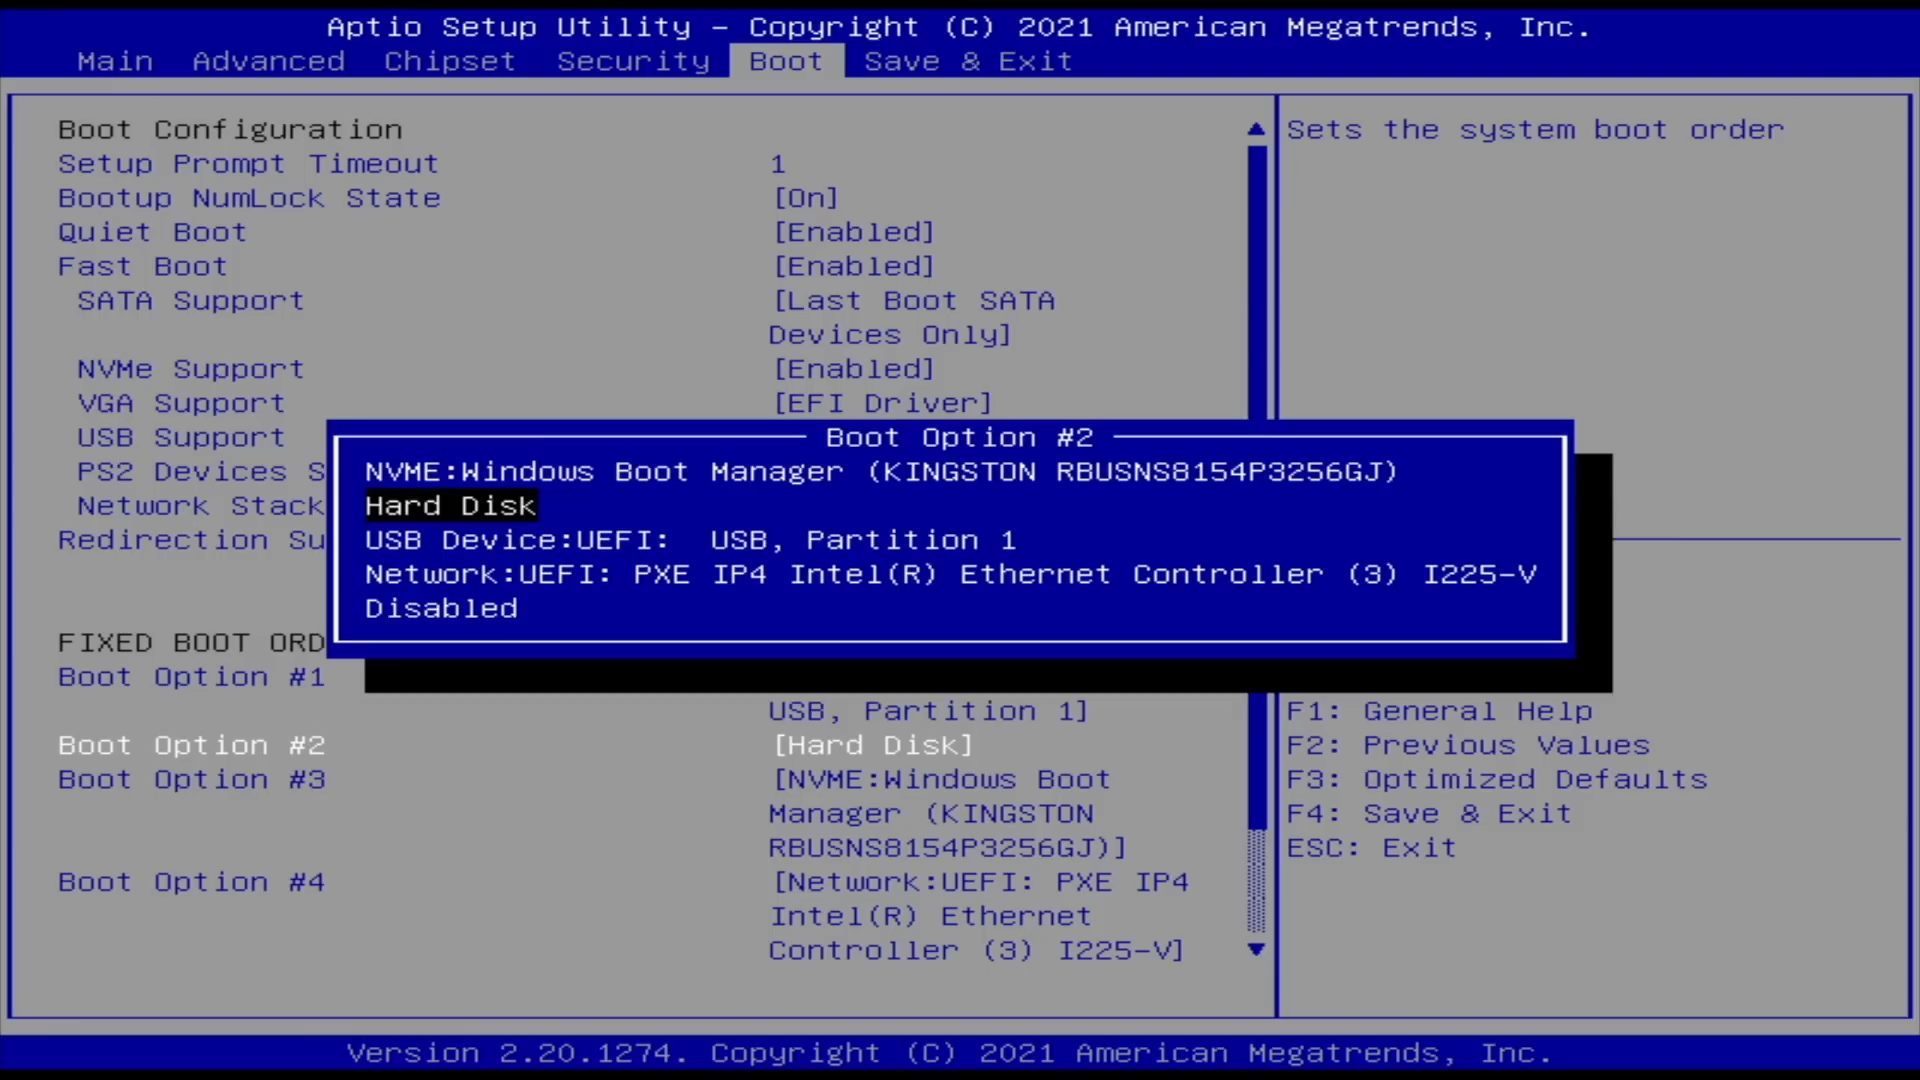 Aptio Setup Utility – Copyright (C) 2021 American Megatrends, Inc.
Main Advanced Chipset Security Boot Save & Exit
Boot Configuration
Setup Prompt Timeout 1
Bootup NumLock State [On]
Quiet Boot [Enabled]
Fast Boot [Enabled]
SATA Support [Last Boot SATA
Devices Only]
NVMe Support [Enabled]
VGA Support [EFI Driver]
USB Support
PS2 Devices S
Network Stack
Redirection Su
Sets the system boot order
Boot Option #2
NVME:Windows Boot Manager (KINGSTON RBUSNS8154P3256GJ)
Hard Disk
USB Device:UEFI:  USB, Partition 1
Network:UEFI: PXE IP4 Intel(R) Ethernet Controller (3) I225-V
Disabled
FIXED BOOT ORD
Boot Option #1
USB, Partition 1]
Boot Option #2 [Hard Disk]
Boot Option #3 [NVME:Windows Boot
Manager (KINGSTON
RBUSNS8154P3256GJ)]
Boot Option #4 [Network:UEFI: PXE IP4
Intel(R) Ethernet
Controller (3) I225-V]
F1: General Help
F2: Previous Values
F3: Optimized Defaults
F4: Save & Exit
ESC: Exit
Version 2.20.1274. Copyright (C) 2021 American Megatrends, Inc.